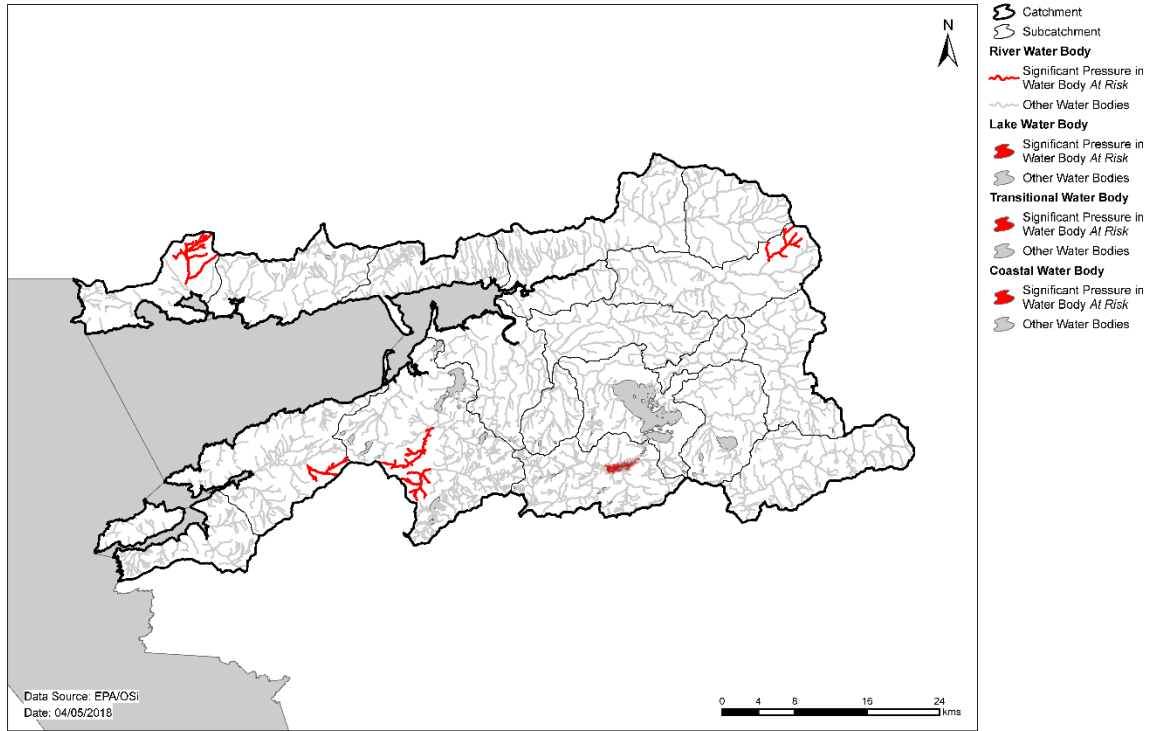 N
Catchment
Subcatchment
River Water Body
Significant Pressure in
Water Body At Risk
Other Water Bodies
Lake Water Body
Significant Pressure in
Water Body At Risk
Other Water Bodies
Transitional Water Body
Significant Pressure in
Water Body At Risk
Other Water Bodies
Coastal Water Body
Significant Pressure in
Water Body At Risk
Other Water Bodies
Data Source: EPA/OSi
Date: 04/05/2018
0 4 8 16 24
kms